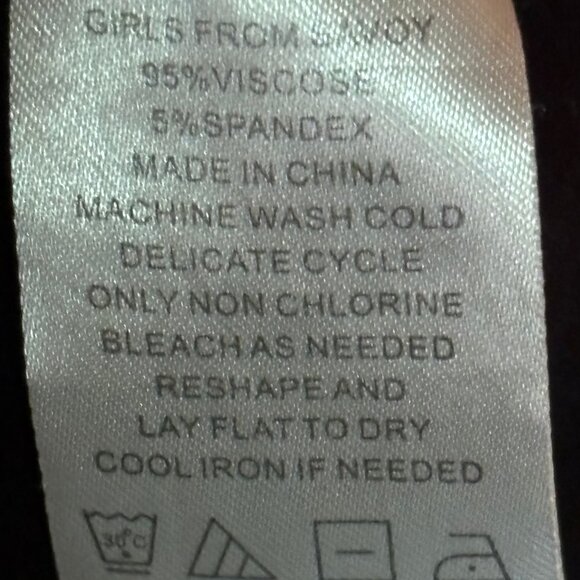 GIRLS FROM SAVOY
95%VISCOSE
5%SPANDEX
MADE IN CHINA
MACHINE WASH COLD
DELICATE CYCLE
ONLY NON CHLORINE
BLEACH AS NEEDED
RESHAPE AND
LAY FLAT TO DRY
COOL IRON IF NEEDED
30°C